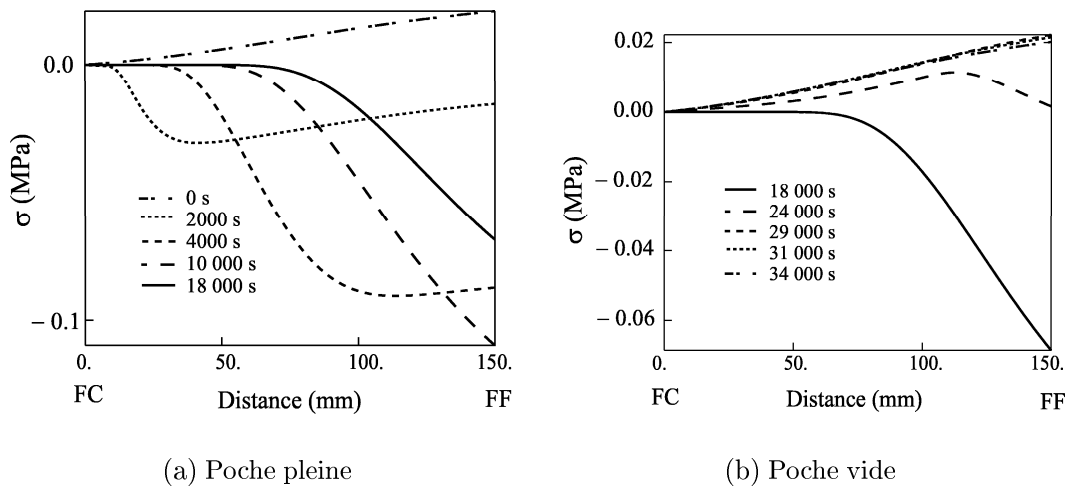 0.0
− 0.1
σ (MPa)
0 s
2000 s
4000 s
10 000 s
18 000 s
0.
50.
100.
150.
FC
Distance (mm)
FF
(a) Poche pleine
0.02
0.00
− 0.02
− 0.04
− 0.06
σ (MPa)
18 000 s
24 000 s
29 000 s
31 000 s
34 000 s
0.
50.
100.
150.
FC
Distance (mm)
FF
(b) Poche vide